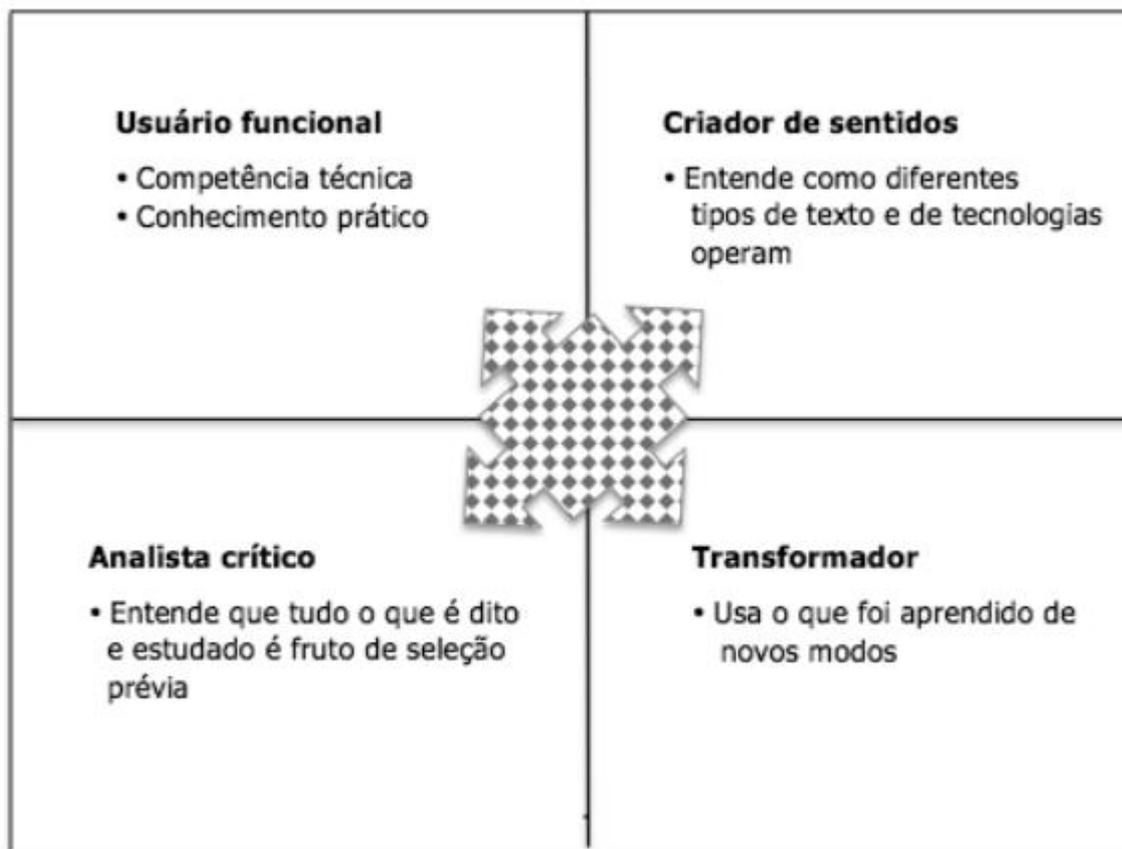 Usuário funcional
• Competência técnica
• Conhecimento prático
Criador de sentidos
• Entende como diferentes
tipos de texto e de tecnologias
operam
Analista crítico
• Entende que tudo o que é dito
e estudado é fruto de seleção
prévia
Transformador
• Usa o que foi aprendido de
novos modos